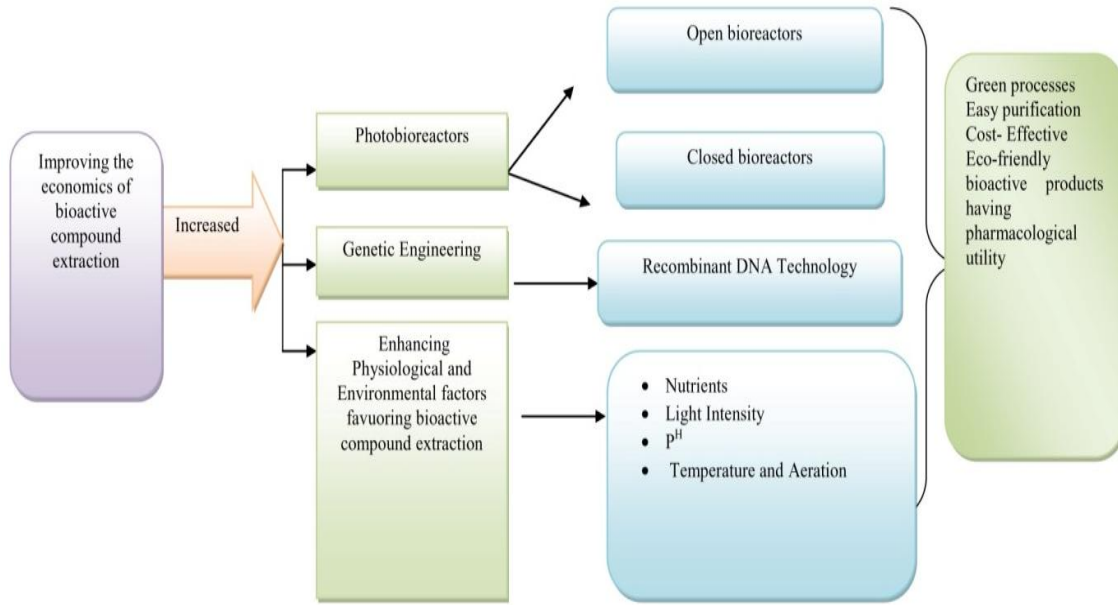 Improving the
economics of
bioactive
compound
extraction
Increased
Photobioreactors
Genetic Engineering
Enhancing
Physiological and
Environmental factors
favuoring bioactive
compound extraction
Open bioreactors
Closed bioreactors
Recombinant DNA Technology
• Nutrients
• Light Intensity
• P^H
• Temperature and Aeration
Green processes
Easy purification
Cost- Effective
Eco-friendly
bioactive products
having
pharmacological
utility